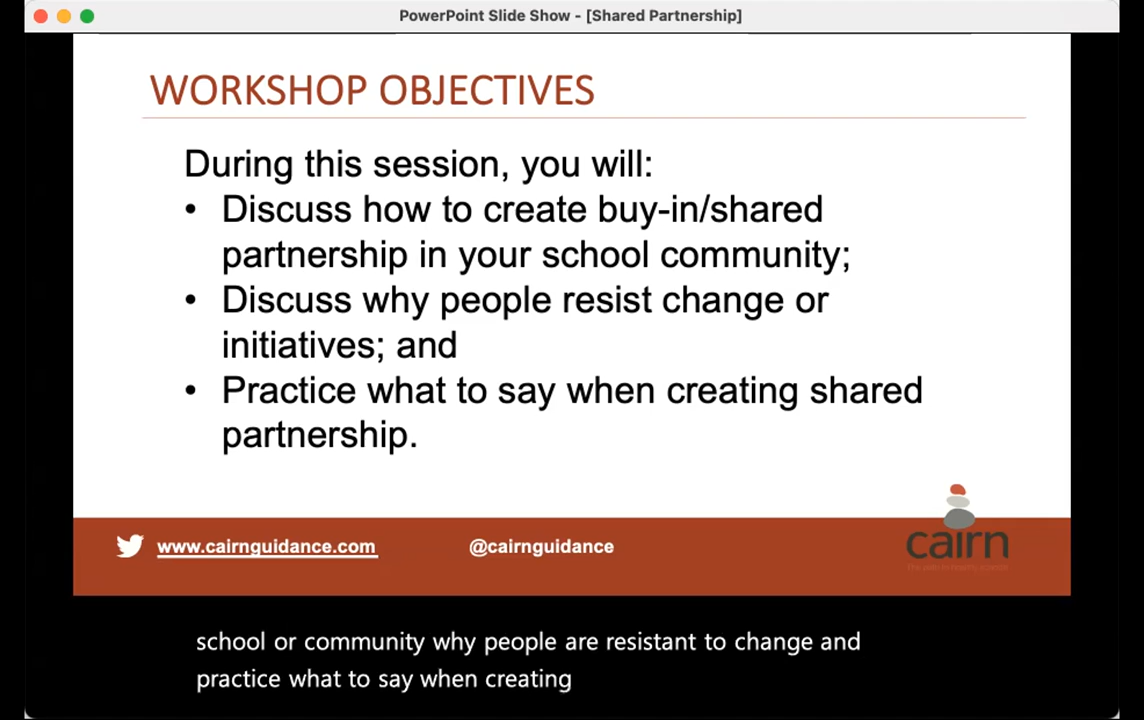 PowerPoint Slide Show - [Shared Partnership]
WORKSHOP OBJECTIVES
During this session, you will:
• Discuss how to create buy-in/shared
partnership in your school community;
• Discuss why people resist change or
initiatives; and
• Practice what to say when creating shared
partnership.
www.cairnguidance.com @cairnguidance
cairn
school or community why people are resistant to change and
practice what to say when creating